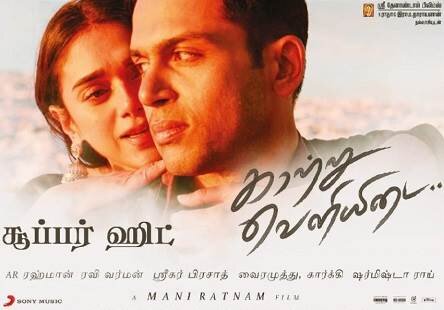 ஸ்ரீ தேனாண்டாள் பிலிம்ஸ்
காற்று
வெளியிடை..
சூப்பர் ஹிட்
AR ரஹ்மான் ரவி வர்மன் ஸ்ரீகர் பிரசாத் வைரமுத்து, கார்கி ஷர்மிஷ்டா ராய்
SONY MUSIC
A MANI RATNAM FILM